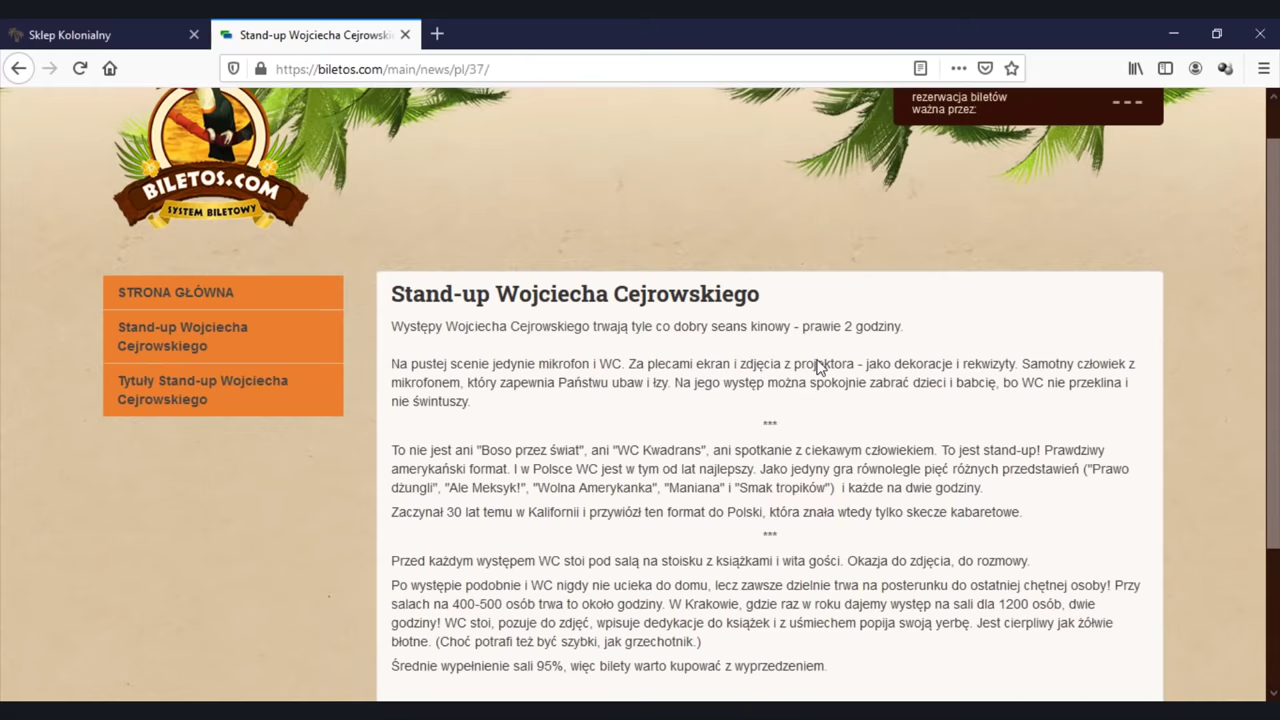 Sklep Kolonialny
Stand-up Wojciecha Cejrowskie
https://biletos.com/main/news/pl/37/
rezerwacja biletów
ważna przez:
---
BILETOS.COM
SYSTEM BILETOWY
STRONA GŁÓWNA
Stand-up Wojciecha
Cejrowskiego
Tytuły Stand-up Wojciecha
Cejrowskiego
Stand-up Wojciecha Cejrowskiego
Występy Wojciecha Cejrowskiego trwają tyle co dobry seans kinowy - prawie 2 godziny.
Na pustej scenie jedynie mikrofon i WC. Za plecami ekran i zdjęcia z projektora - jako dekoracje i rekwizyty. Samotny człowiek z
mikrofonem, który zapewnia Państwu ubaw i łzy. Na jego występ można spokojnie zabrać dzieci i babcię, bo WC nie przeklina i
nie świntuszy.
***
To nie jest ani "Boso przez świat", ani "WC Kwadrans", ani spotkanie z ciekawym człowiekiem. To jest stand-up! Prawdziwy
amerykański format. I w Polsce WC jest w tym od lat najlepszy. Jako jedyny gra równolegle pięć różnych przedstawień ("Prawo
dżungli", "Ale Meksyk!", "Wolna Amerykanka", "Maniana" i "Smak tropików")  i każde na dwie godziny.
Zaczynał 30 lat temu w Kalifornii i przywiózł ten format do Polski, która znała wtedy tylko skecze kabaretowe.
***
Przed każdym występem WC stoi pod salą na stoisku z książkami i wita gości. Okazja do zdjęcia, do rozmowy.
Po występie podobnie i WC nigdy nie ucieka do domu, lecz zawsze dzielnie trwa na posterunku do ostatniej chętnej osoby! Przy
salach na 400-500 osób trwa to około godziny. W Krakowie, gdzie raz w roku dajemy występ na sali dla 1200 osób, dwie
godziny! WC stoi, pozuje do zdjęć, wpisuje dedykacje do książek i z uśmiechem popija swoją yerbę. Jest cierpliwy jak żółwie
błotne. (Choć potrafi też być szybki, jak grzechotnik.)
Średnie wypełnienie sali 95%, więc bilety warto kupować z wyprzedzeniem.